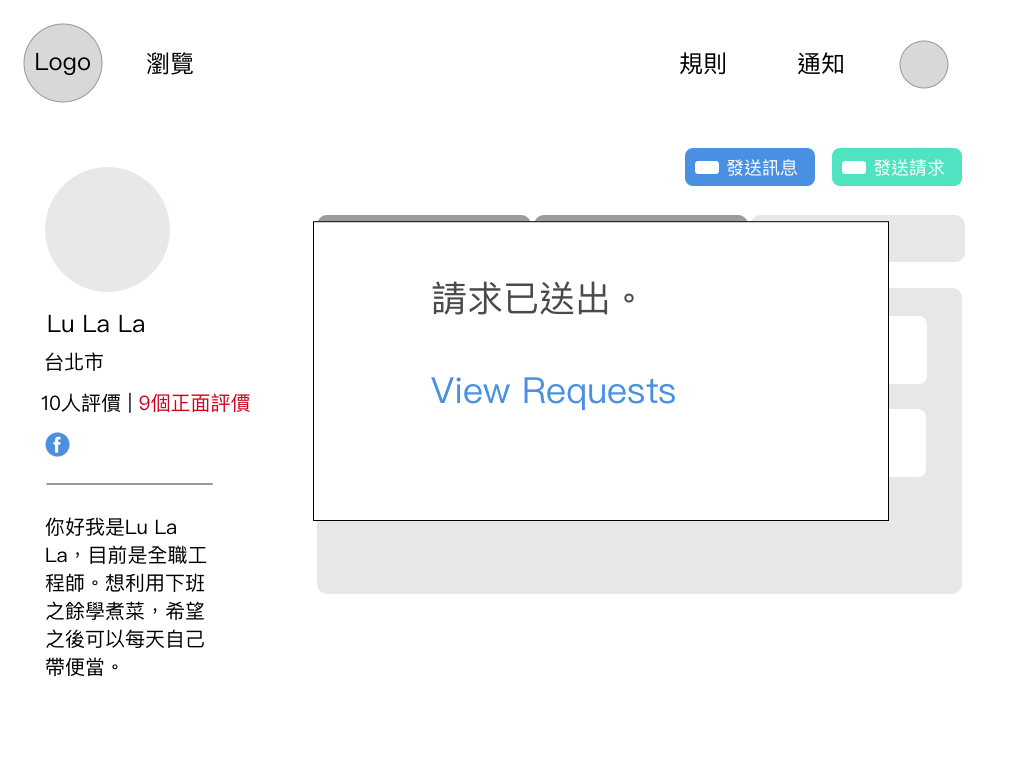 Logo
瀏覽
規則
通知
發送訊息
發送請求
請求已送出。
View Requests
Lu La La
台北市
10人評價 | 9個正面評價
你好我是Lu La
La，目前是全職工
程師。想利用下班
之餘學煮菜，希望
之後可以每天自己
帶便當。